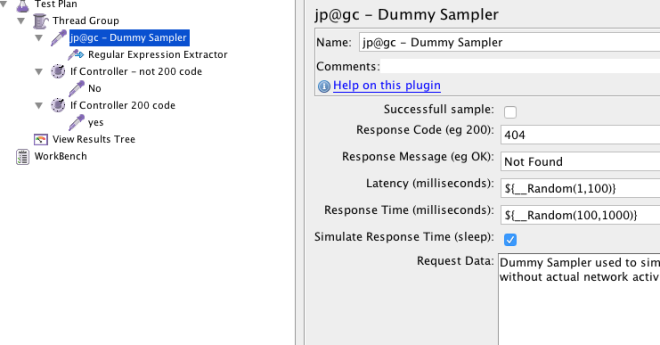 Test Plan
Thread Group
jp@gc - Dummy Sampler
Regular Expression Extractor
If Controller - not 200 code
No
If Controller 200 code
yes
View Results Tree
WorkBench
jp@gc - Dummy Sampler
Name: jp@gc - Dummy Sampler
Comments:
Help on this plugin
Successfull sample:
Response Code (eg 200): 404
Response Message (eg OK): Not Found
Latency (milliseconds): ${__Random(1,100)}
Response Time (milliseconds): ${__Random(100,1000)}
Simulate Response Time (sleep):
Request Data: Dummy Sampler used to sim
without actual network activ